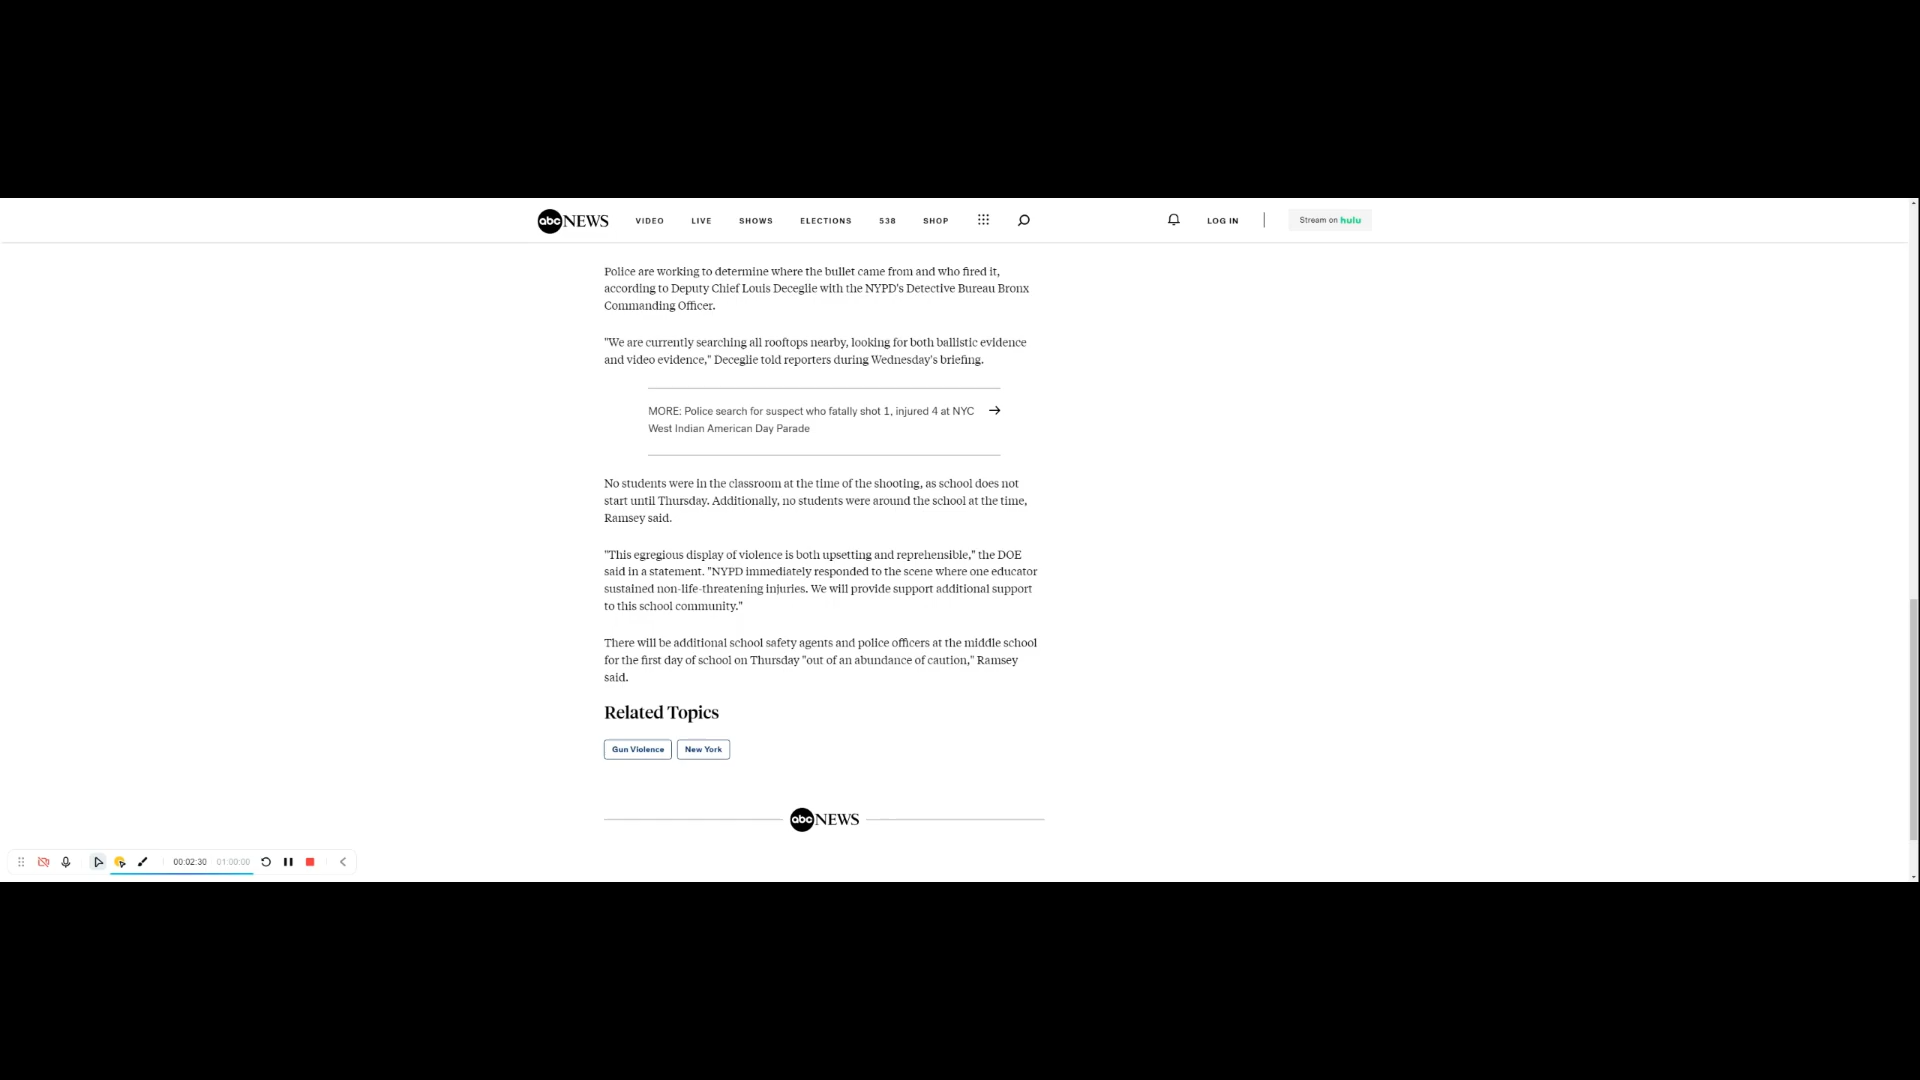 abc NEWS VIDEO LIVE SHOWS ELECTIONS 538 SHOP LOG IN Stream on hulu
Police are working to determine where the bullet came from and who fired it,
according to Deputy Chief Louis Deceglie with the NYPD's Detective Bureau Bronx
Commanding Officer.
"We are currently searching all rooftops nearby, looking for both ballistic evidence
and video evidence," Deceglie told reporters during Wednesday's briefing.
MORE: Police search for suspect who fatally shot 1, injured 4 at NYC
West Indian American Day Parade
No students were in the classroom at the time of the shooting, as school does not
start until Thursday. Additionally, no students were around the school at the time,
Ramsey said.
"This egregious display of violence is both upsetting and reprehensible," the DOE
said in a statement. "NYPD immediately responded to the scene where one educator
sustained non-life-threatening injuries. We will provide support additional support
to this school community."
There will be additional school safety agents and police officers at the middle school
for the first day of school on Thursday "out of an abundance of caution," Ramsey
said.
Related Topics
Gun Violence New York
abc NEWS
00:02:30 01:00:00